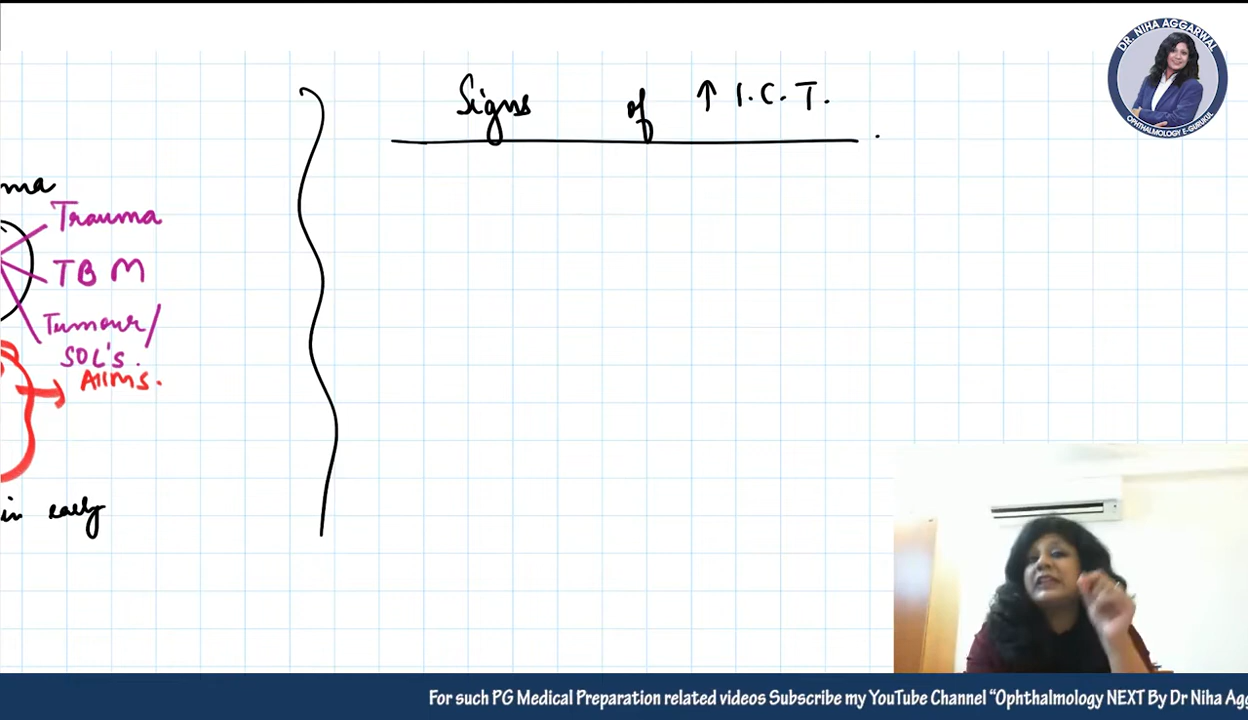 Signs of ↑ I.C.T.
ma
Trauma
TBM
Tumour/
SOL's.
AIIMS.
in early
DR. NIHA AGGARWAL
OPHTHALMOLOGY E-GURUKUL
For such PG Medical Preparation related videos Subscribe my YouTube Channel "Ophthalmology NEXT By Dr Niha Agg